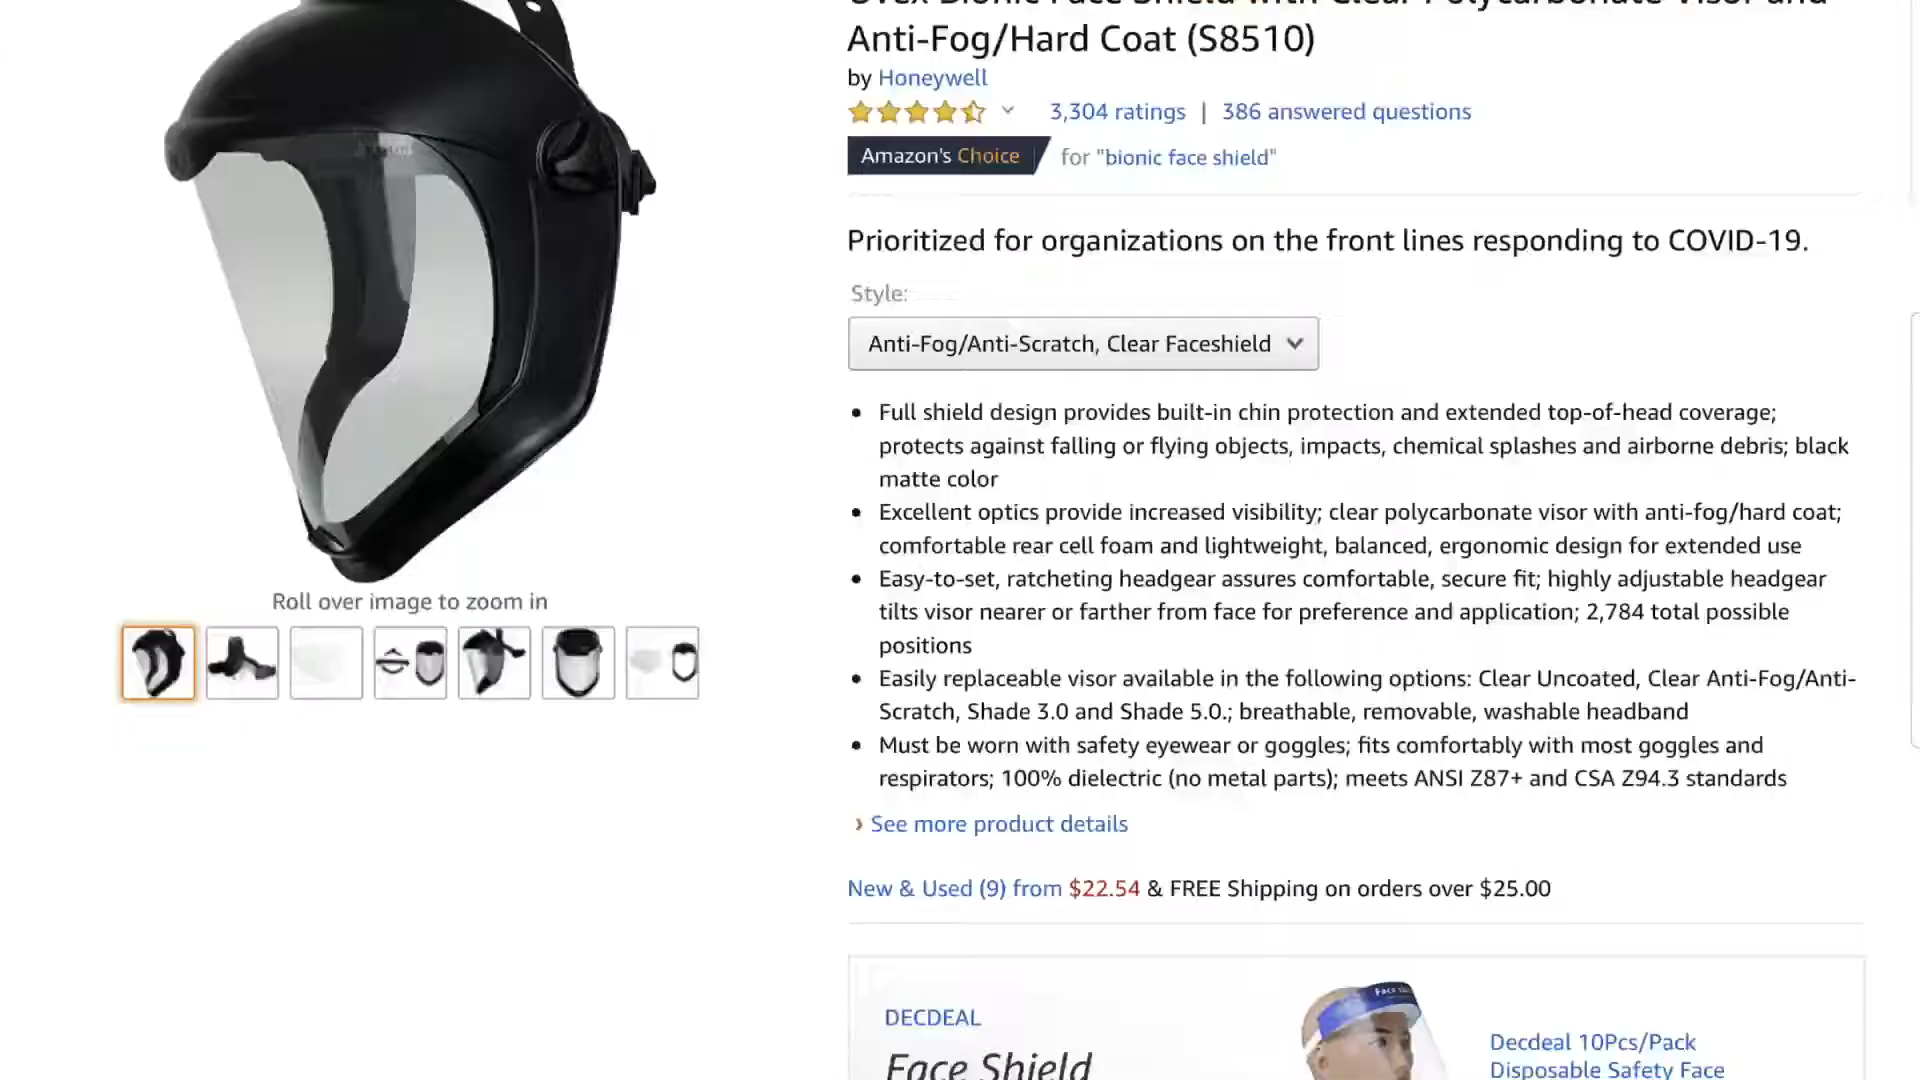 Uvex Bionic Face Shield with Clear Polycarbonate Visor and
Anti-Fog/Hard Coat (S8510)
by Honeywell
3,304 ratings | 386 answered questions
Amazon's Choice for "bionic face shield"
Prioritized for organizations on the front lines responding to COVID-19.
Style:
Anti-Fog/Anti-Scratch, Clear Faceshield
Full shield design provides built-in chin protection and extended top-of-head coverage;
protects against falling or flying objects, impacts, chemical splashes and airborne debris; black
matte color
Excellent optics provide increased visibility; clear polycarbonate visor with anti-fog/hard coat;
comfortable rear cell foam and lightweight, balanced, ergonomic design for extended use
Easy-to-set, ratcheting headgear assures comfortable, secure fit; highly adjustable headgear
tilts visor nearer or farther from face for preference and application; 2,784 total possible
positions
Easily replaceable visor available in the following options: Clear Uncoated, Clear Anti-Fog/Anti-
Scratch, Shade 3.0 and Shade 5.0.; breathable, removable, washable headband
Must be worn with safety eyewear or goggles; fits comfortably with most goggles and
respirators; 100% dielectric (no metal parts); meets ANSI Z87+ and CSA Z94.3 standards
› See more product details
New & Used (9) from $22.54 & FREE Shipping on orders over $25.00
Roll over image to zoom in
DECDEAL
Face Shield
Face
Decdeal 10Pcs/Pack
Disposable Safety Face